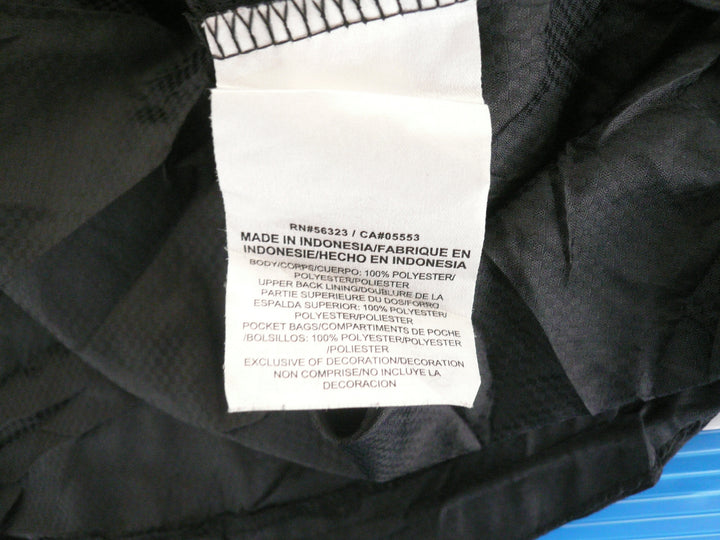 RN#56323 / CA#05553
MADE IN INDONESIA/FABRIQUE EN
INDONESIE/HECHO EN INDONESIA
BODY/CORPS/CUERPO: 100% POLYESTER/
POLYESTER/POLIESTER
UPPER BACK LINING/DOUBLURE DE LA
PARTIE SUPERIEURE DU DOS/FORRO
ESPALDA SUPERIOR: 100% POLYESTER/
POLYESTER/POLIESTER
POCKET BAGS/COMPARTIMENTS DE POCHE
/BOLSILLOS: 100% POLYESTER/POLYESTER
/POLIESTER
EXCLUSIVE OF DECORATION/DECORATION
NON COMPRISE/NO INCLUYE LA
DECORACION